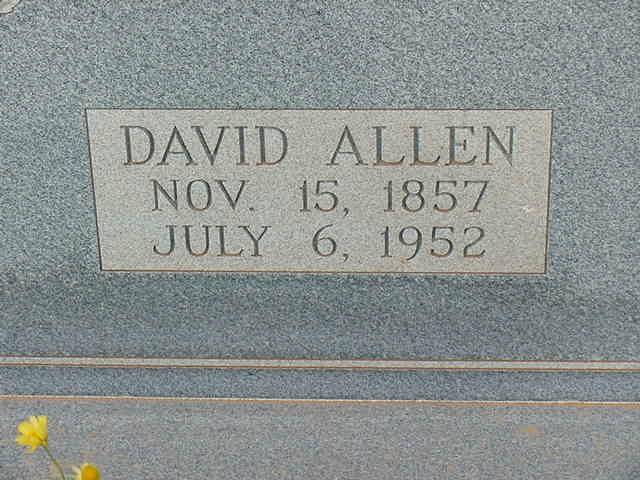 DAVID ALLEN
NOV. 15, 1857
JULY 6, 1952